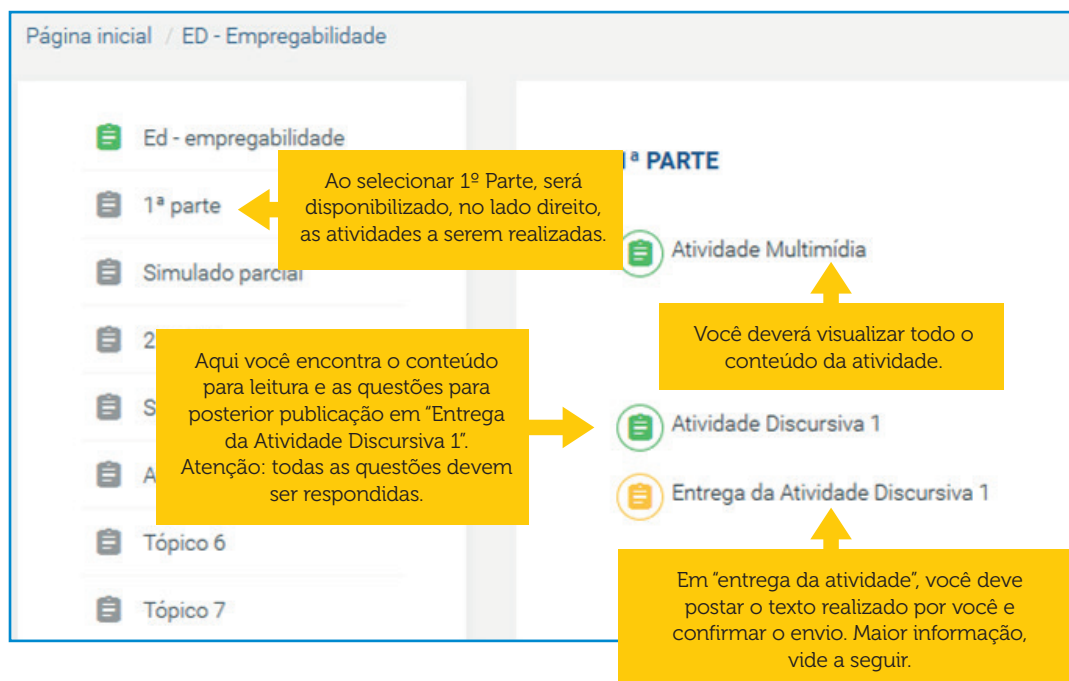 Página inicial / ED - Empregabilidade
Ed - empregabilidade
1ª parte
Simulado parcial
2
S
A
Tópico 6
Tópico 7
Ao selecionar 1º Parte, será
disponibilizado, no lado direito,
as atividades a serem realizadas.
Aqui você encontra o conteúdo
para leitura e as questões para
posterior publicação em “Entrega
da Atividade Discursiva 1”.
Atenção: todas as questões devem
ser respondidas.
1ª PARTE
Atividade Multimídia
Você deverá visualizar todo o
conteúdo da atividade.
Atividade Discursiva 1
Entrega da Atividade Discursiva 1
Em “entrega da atividade”, você deve
postar o texto realizado por você e
confirmar o envio. Maior informação,
vide a seguir.